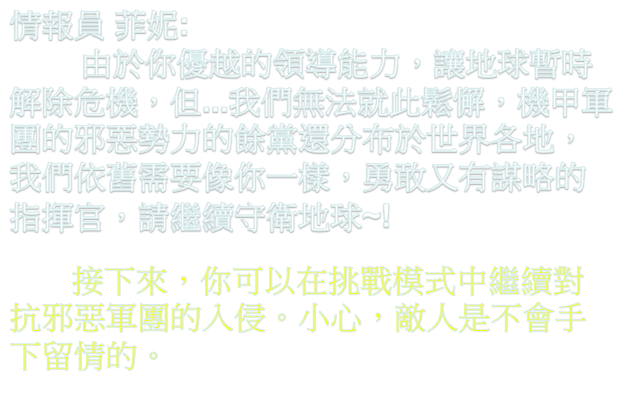 情報員 菲妮:
由於你優越的領導能力，讓地球暫時
解除危機，但...我們無法就此鬆懈，機甲軍
團的邪惡勢力的餘黨還分布於世界各地，
我們依舊需要像你一樣，勇敢又有謀略的
指揮官，請繼續守衛地球~!
接下來，你可以在挑戰模式中繼續對
抗邪惡軍團的入侵。小心，敵人是不會手
下留情的。